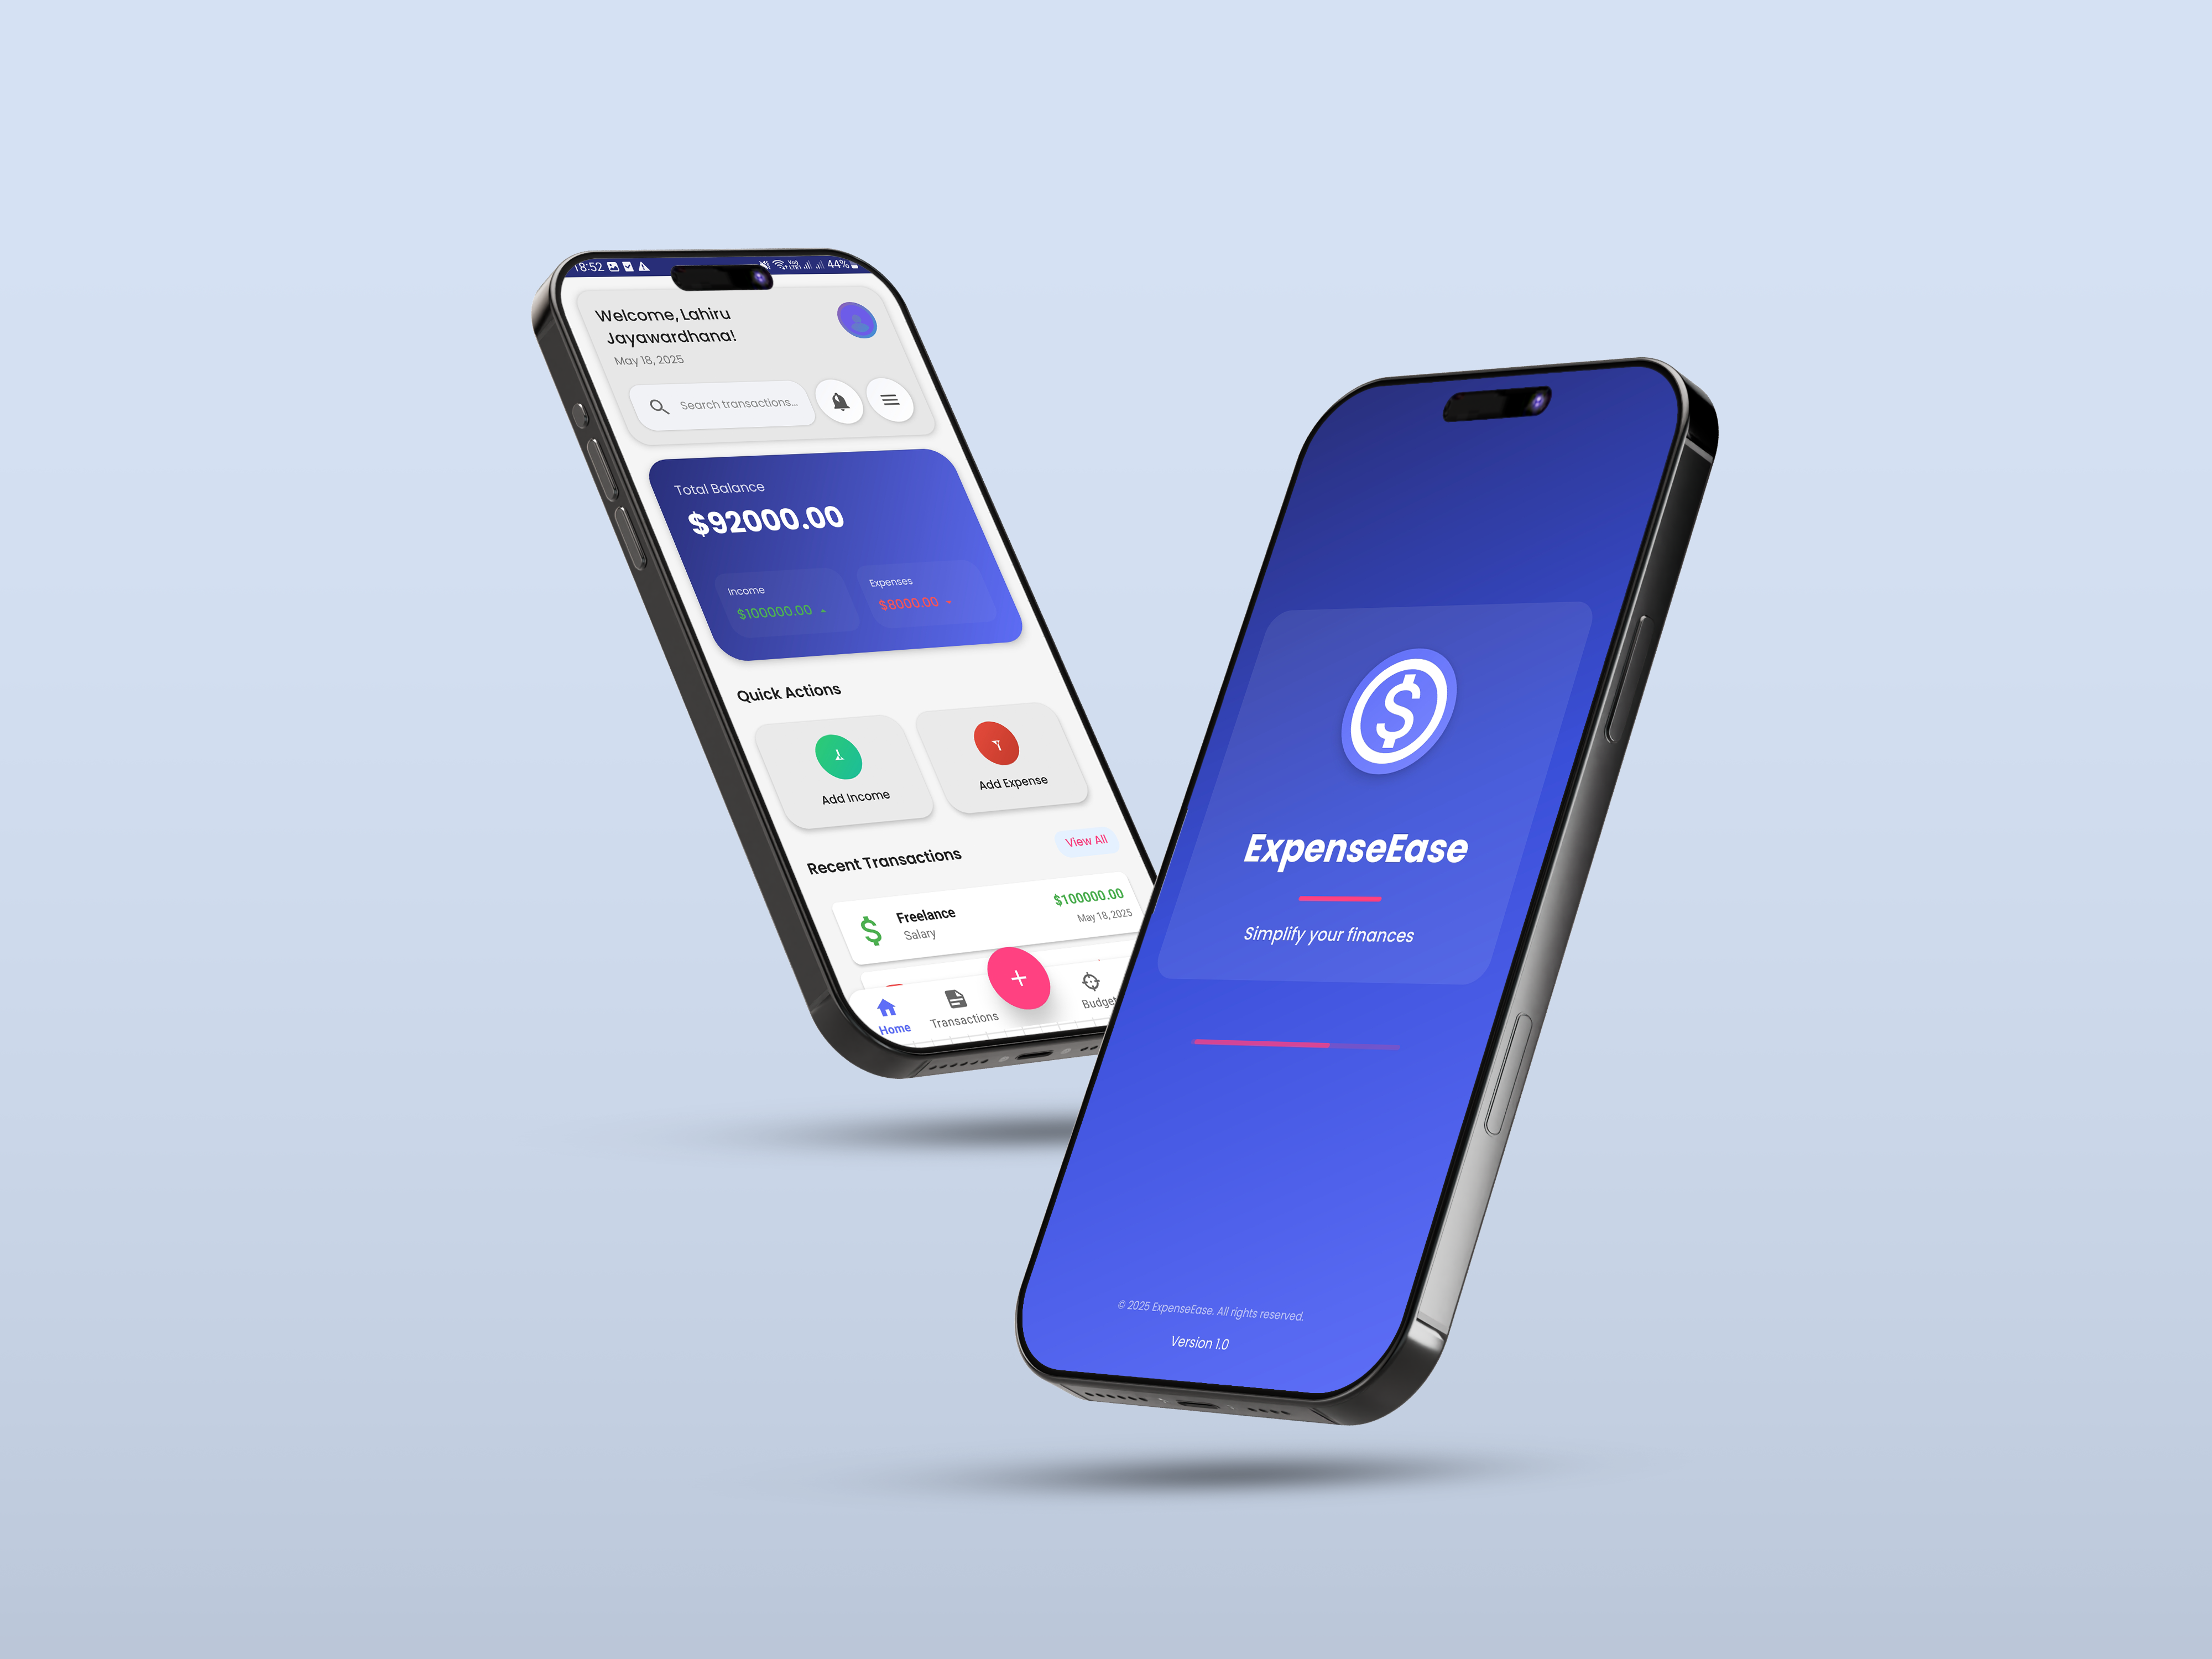 18:52
44%
Welcome, Lahiru
Jayawardhana!
May 18, 2025
Search transactions...
Total Balance
$92000.00
Income
Expenses
$100000.00
$8000.00
Quick Actions
Add Income
Add Expense
Recent Transactions
View All
Freelance
$100000.00
Salary
May 18, 2025
Home
Transactions
+
Budget
$
ExpenseEase
Simplify your finances
© 2025 ExpenseEase. All rights reserved.
Version 1.0